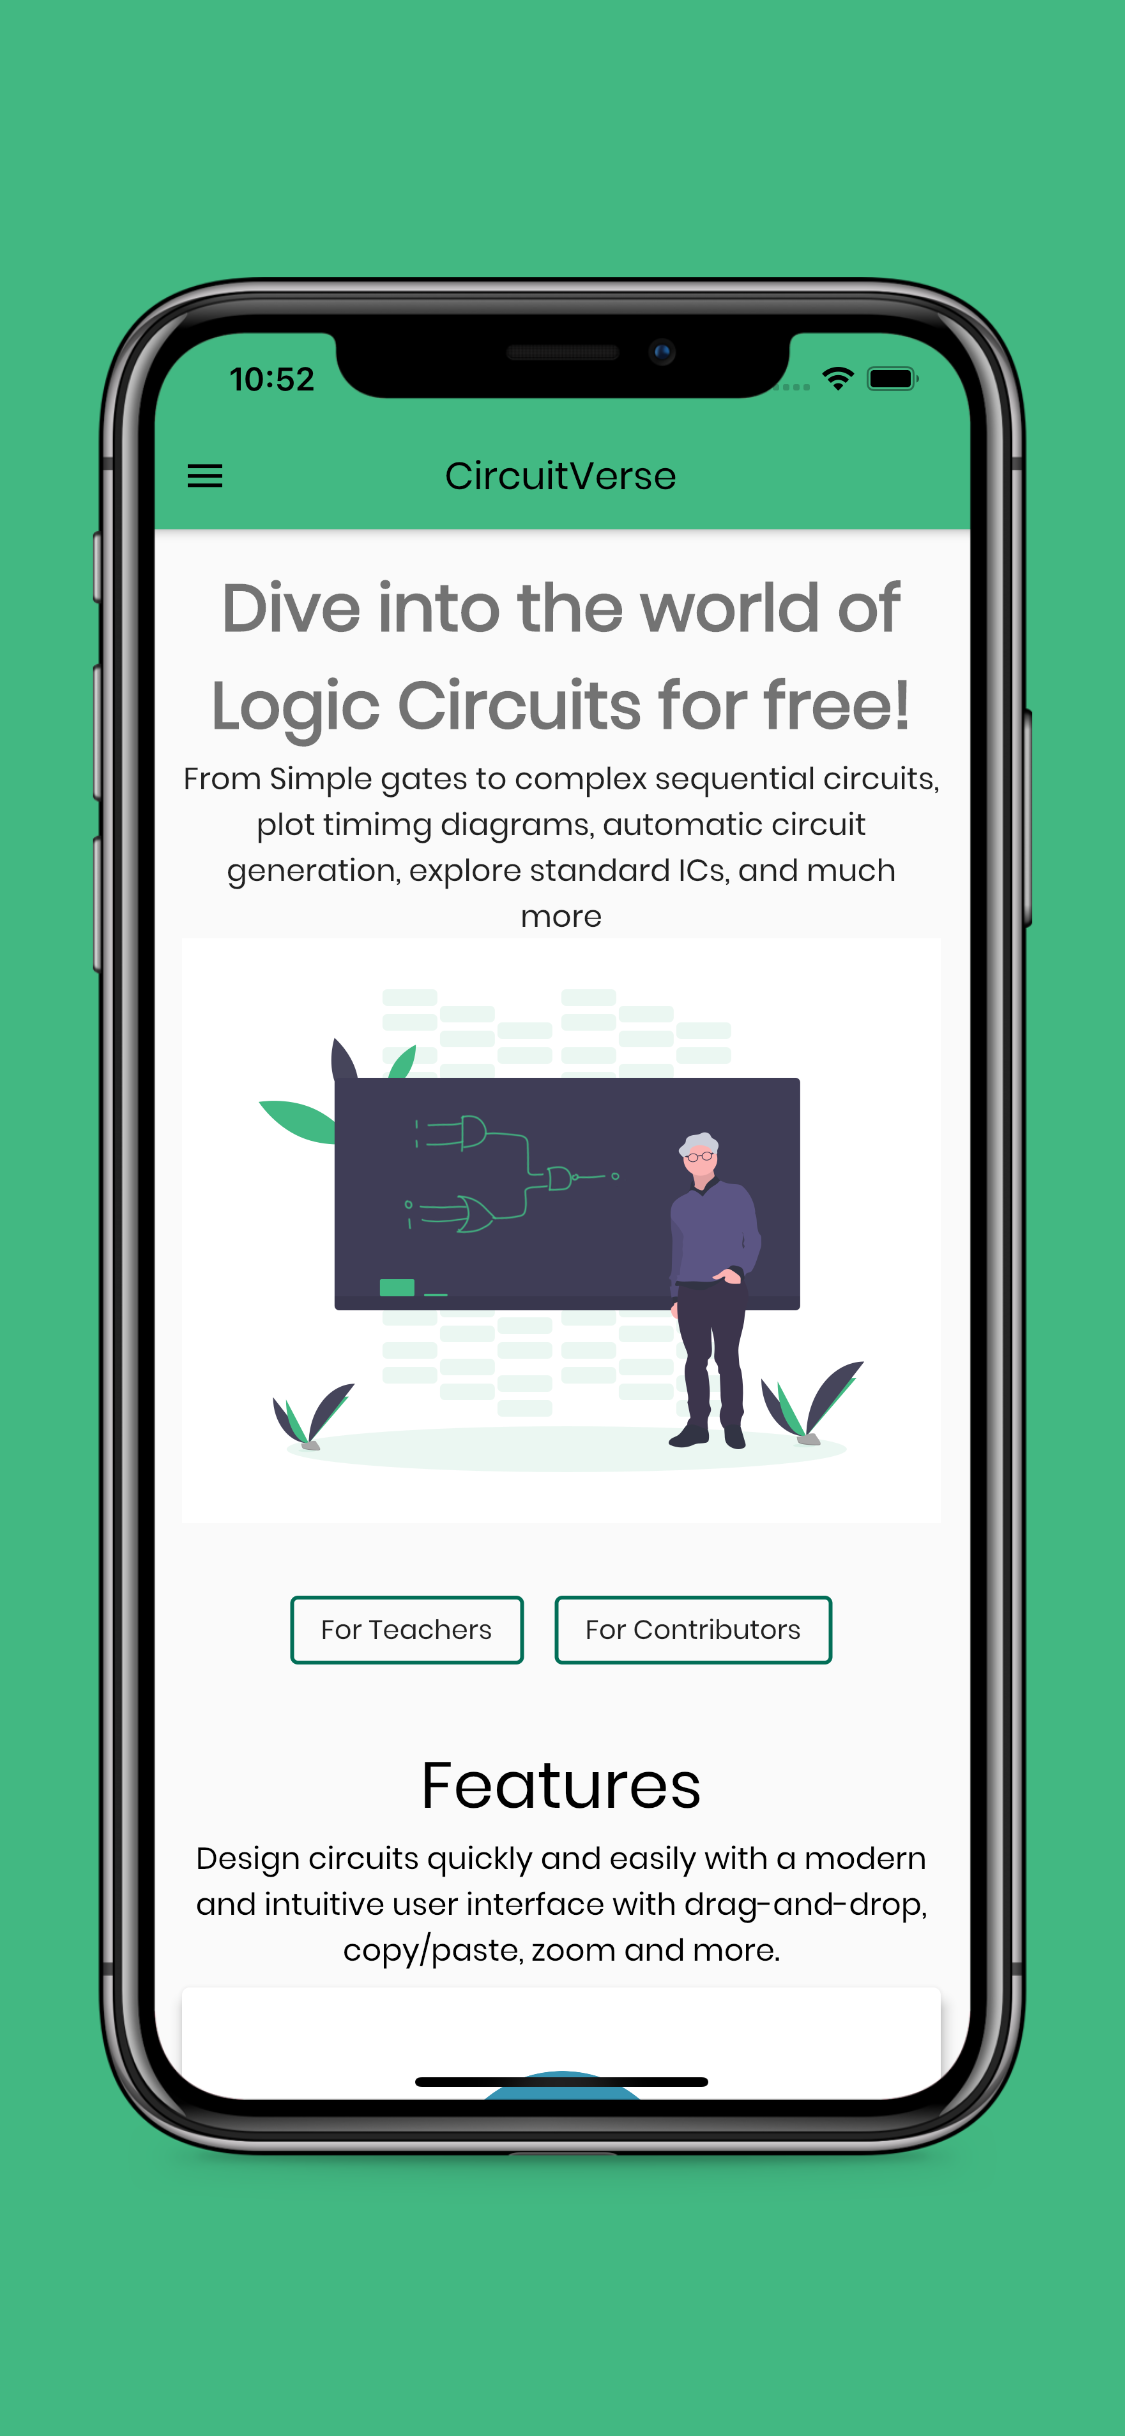 10:52
CircuitVerse
Dive into the world of
Logic Circuits for free!
From Simple gates to complex sequential circuits,
plot timimg diagrams, automatic circuit
generation, explore standard ICs, and much
more
For Teachers
For Contributors
Features
Design circuits quickly and easily with a modern
and intuitive user interface with drag-and-drop,
copy/paste, zoom and more.